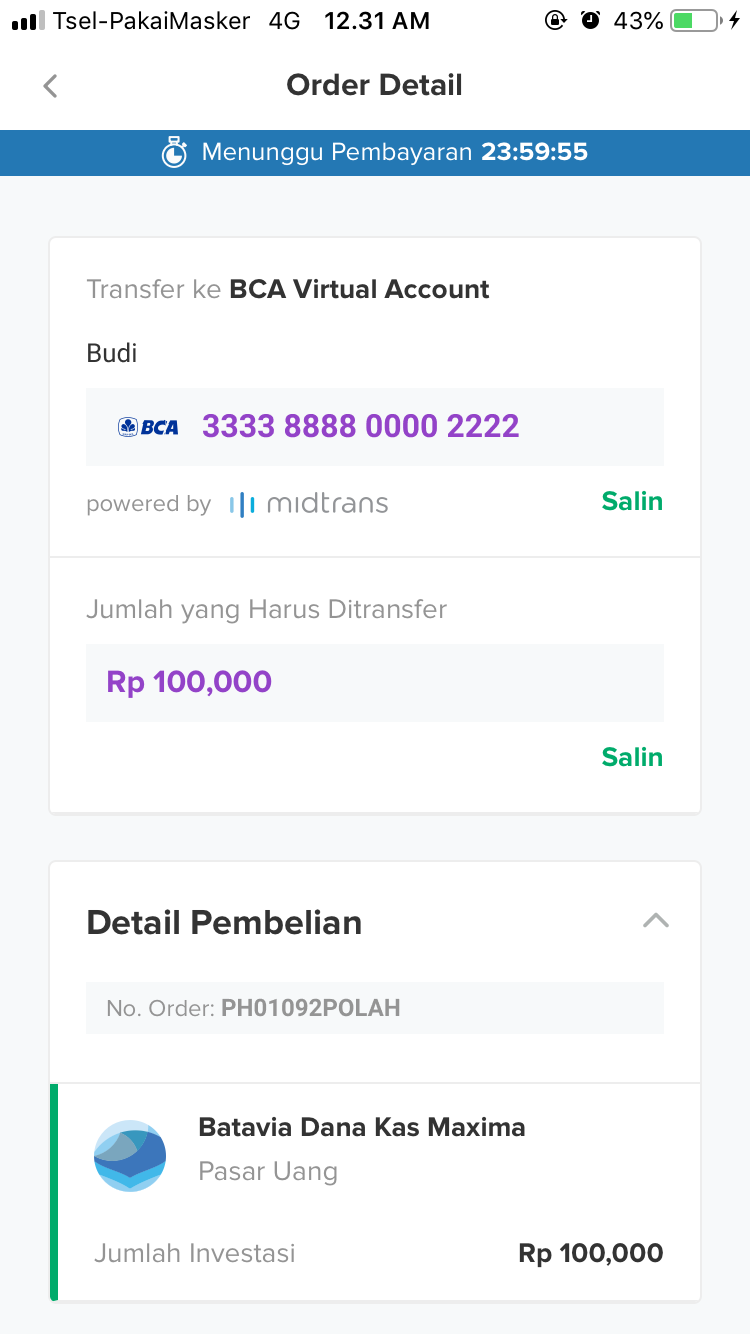 Tsel-PakaiMasker 4G 12.31 AM 43%
Order Detail
Menunggu Pembayaran 23:59:55
Transfer ke BCA Virtual Account
Budi
BCA 3333 8888 0000 2222
powered by midtrans Salin
Jumlah yang Harus Ditransfer
Rp 100,000
Salin
Detail Pembelian
No. Order: PH01092POLAH
Batavia Dana Kas Maxima
Pasar Uang
Jumlah Investasi Rp 100,000